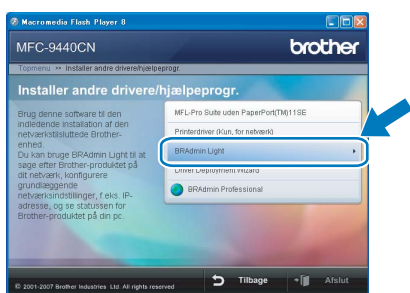 Macromedia Flash Player 8
MFC-9440CN
brother
Topmenu >> Installer andre drivere/hjælpeprogr.
Installer andre drivere/hjælpeprogr.
Brug denne software til den
indledende installation af den
netværkstilsluttede Brother-
enhed.
Du kan bruge BRAdmin Light til at
søge efter Brother-produktet på
dit netværk, konfigurere
grundlæggende
netværksindstillinger, f.eks. IP-
adresse, og se statussen for
Brother-produktet på din pc.
MFL-Pro Suite uden PaperPort(TM)11SE
Printerdriver (Kun, for netværk)
BRAdmin Light
Driver Deployment Wizard
BRAdmin Professional
© 2001-2007 Brother Industries Ltd. All rights reserved
Tilbage
Afslut